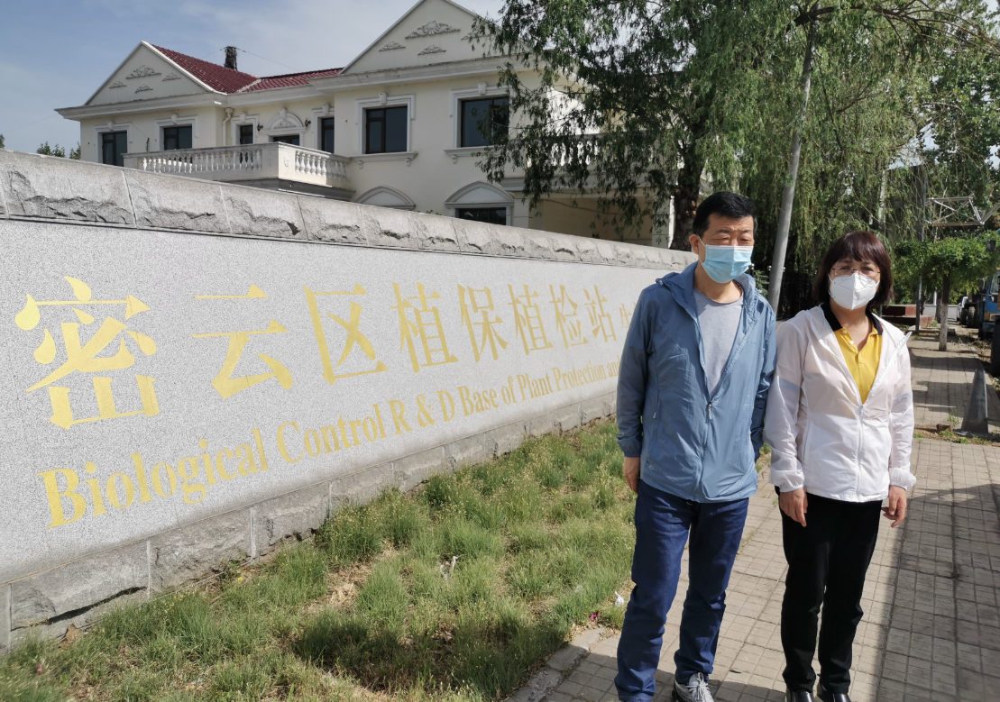 密云区植保植检站
Biological Control R & D Base of Plant Protection and